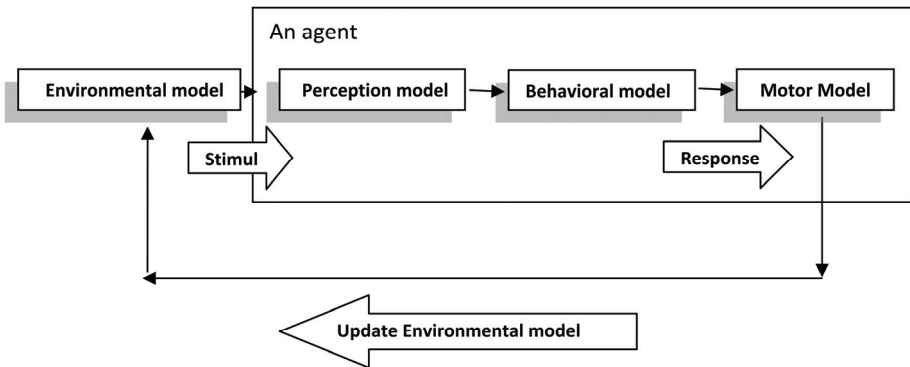 An agent
Environmental model
Perception model
Behavioral model
Motor Model
Stimul
Response
Update Environmental model